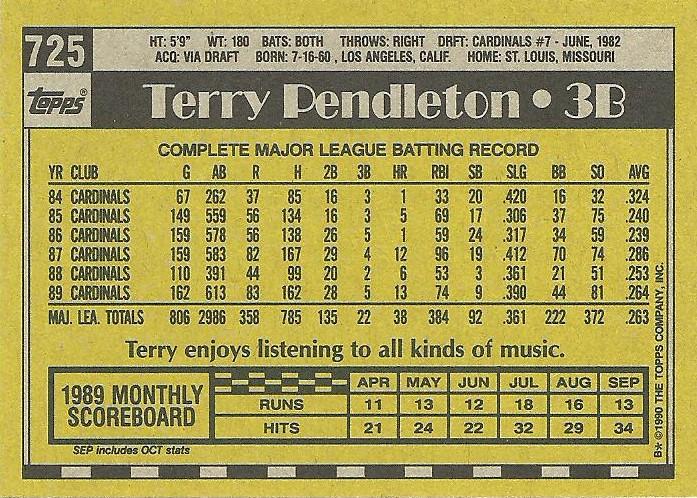 725
HT: 5'9" WT: 180 BATS: BOTH THROWS: RIGHT DRFT: CARDINALS #7 - JUNE, 1982
ACQ: VIA DRAFT BORN: 7-16-60 , LOS ANGELES, CALIF. HOME: ST. LOUIS, MISSOURI
topps®
Terry Pendleton • 3B
COMPLETE MAJOR LEAGUE BATTING RECORD
YR CLUB G AB R H 2B 3B HR RBI SB SLG BB SO AVG
84 CARDINALS 67 262 37 85 16 3 1 33 20 .420 16 32 .324
85 CARDINALS 149 559 56 134 16 3 5 69 17 .306 37 75 .240
86 CARDINALS 159 578 56 138 26 5 1 59 24 .317 34 59 .239
87 CARDINALS 159 583 82 167 29 4 12 96 19 .412 70 74 .286
88 CARDINALS 110 391 44 99 20 2 6 53 3 .361 21 51 .253
89 CARDINALS 162 613 83 162 28 5 13 74 9 .390 44 81 .264
MAJ. LEA. TOTALS 806 2986 358 785 135 22 38 384 92 .361 222 372 .263
Terry enjoys listening to all kinds of music.
1989 MONTHLY
SCOREBOARD
APR MAY JUN JUL AUG SEP
RUNS 11 13 12 18 16 13
HITS 21 24 22 32 29 34
SEP includes OCT stats
B* ©1990 THE TOPPS COMPANY, INC.